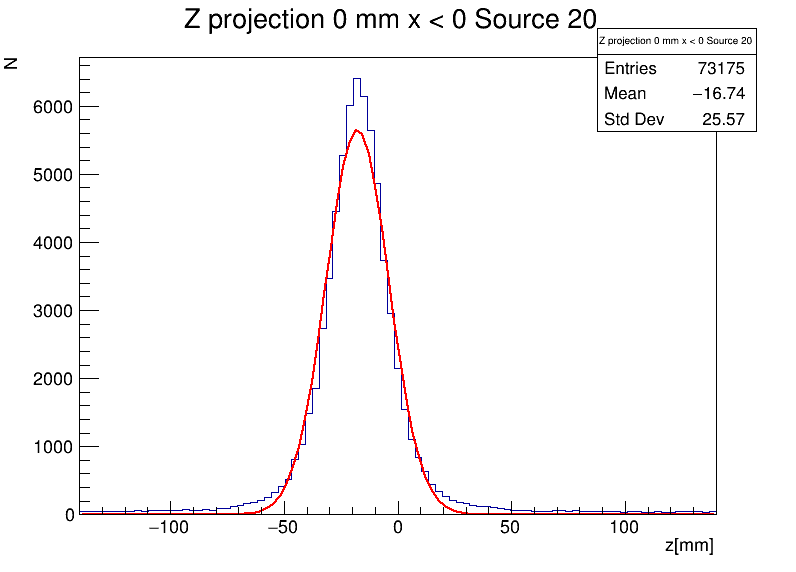 Z projection 0 mm x < 0 Source 20
Z projection 0 mm x < 0 Source 20
Entries 73175
Mean −16.74
Std Dev 25.57
N
6000
5000
4000
3000
2000
1000
0
−100 −50 0 50 100
z[mm]